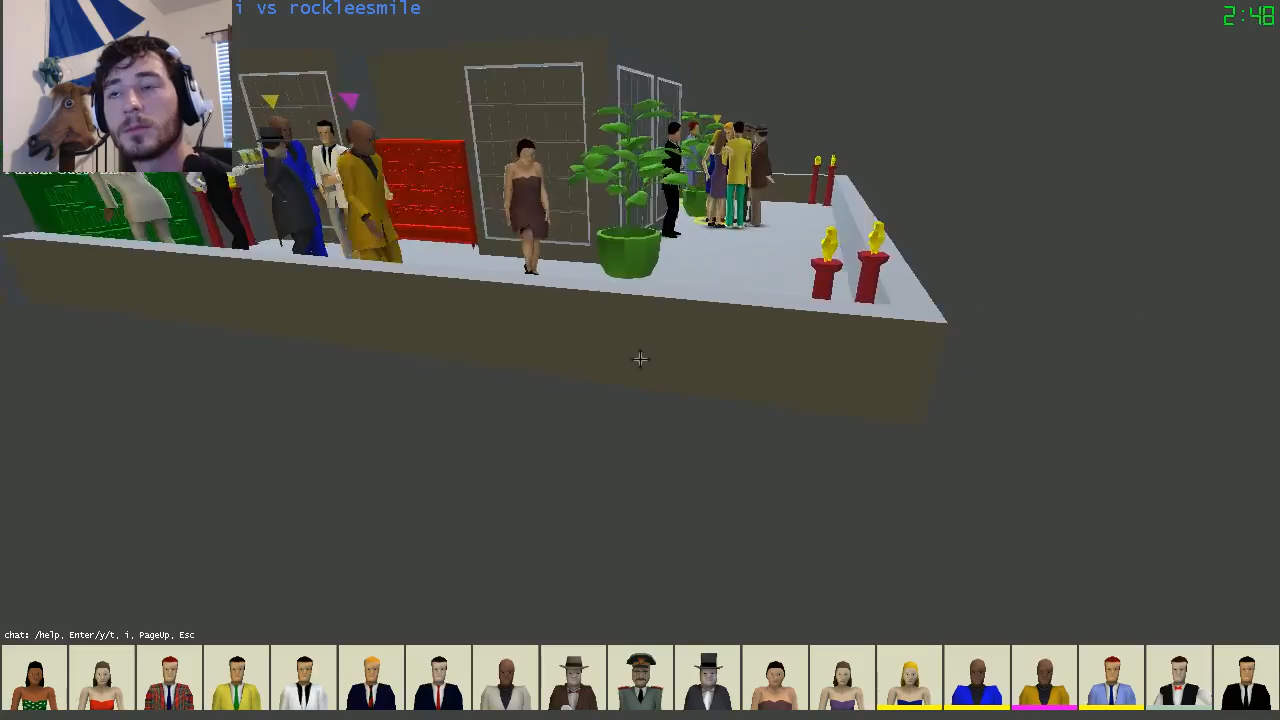 i vs rockleesmile
2:48
chat: /help, Enter/y/t, i, PageUp, Esc